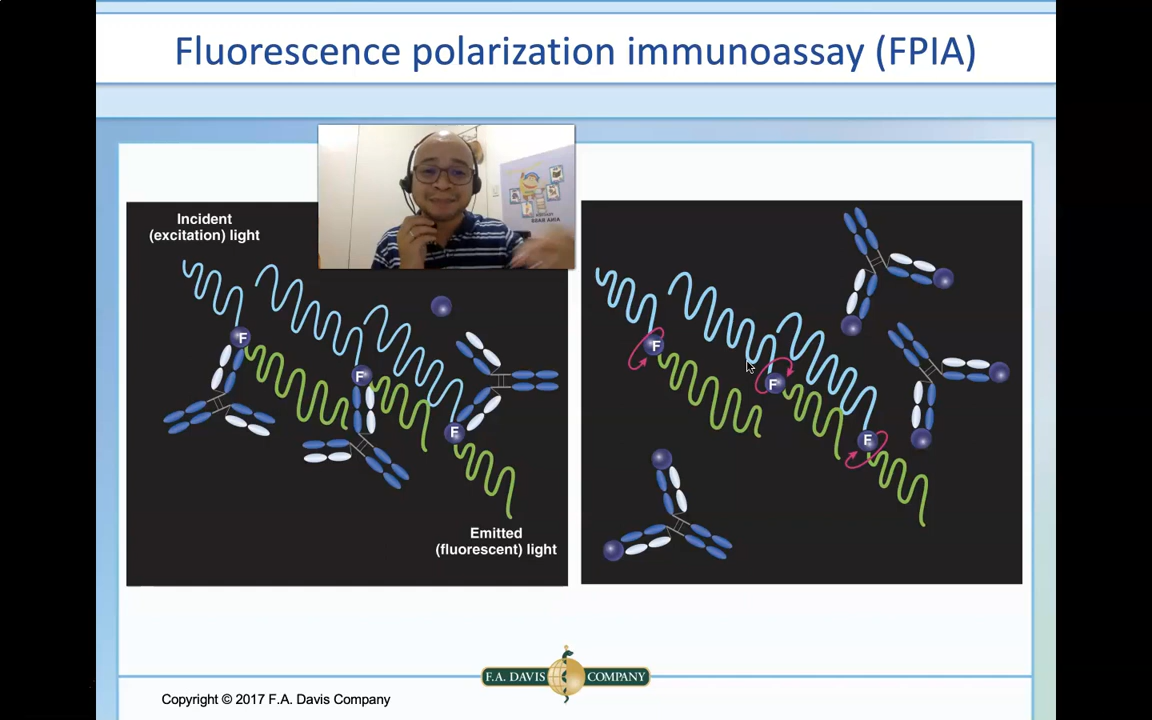 Fluorescence polarization immunoassay (FPIA)
Incident
(excitation) light
F
F
F
Emitted
(fluorescent) light
F
F
F
F.A. DAVIS COMPANY
Copyright © 2017 F.A. Davis Company